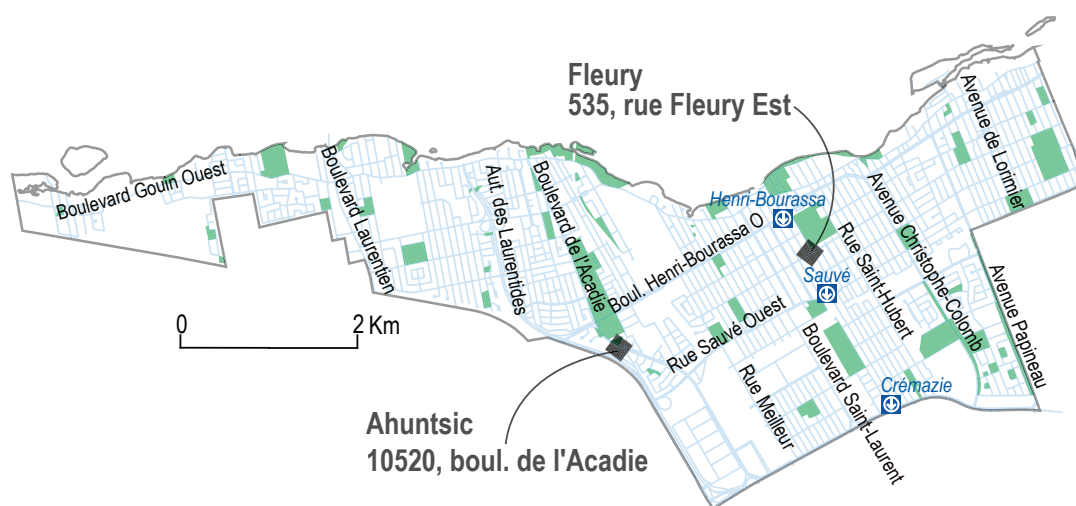 Fleury
535, rue Fleury Est
Avenue de Lorimier
Boulevard Gouin Ouest
Boulevard Laurentien
Aut. des Laurentides
Boulevard de l'Acadie
Henri-Bourassa
Boul. Henri-Bourassa O
Avenue Christophe-Colomb
Rue Saint-Hubert
Sauvé
Avenue Papineau
0 2 Km
Rue Sauvé Ouest
Boulevard Saint-Laurent
Rue Meilleur
Crémazie
Ahuntsic
10520, boul. de l'Acadie